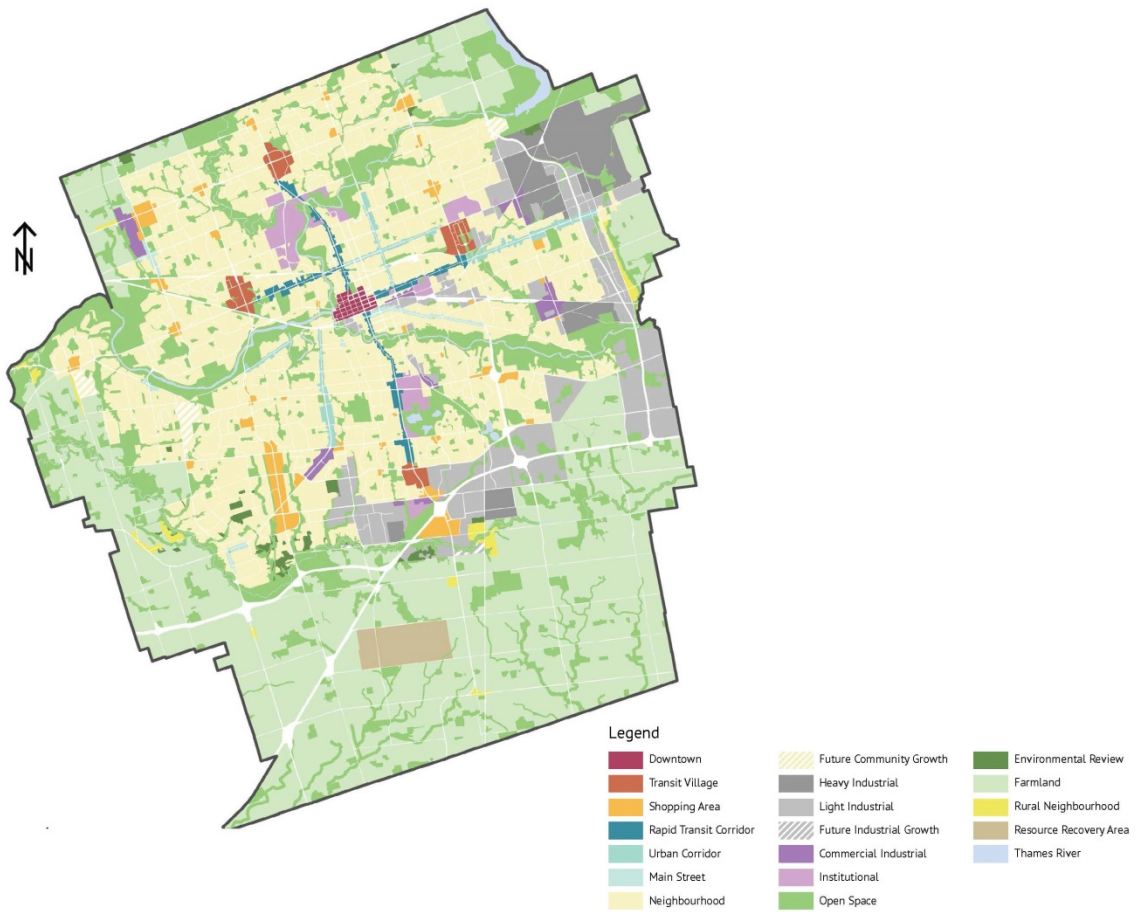 N
Legend
Downtown
Transit Village
Shopping Area
Rapid Transit Corridor
Urban Corridor
Main Street
Neighbourhood
Future Community Growth
Heavy Industrial
Light Industrial
Future Industrial Growth
Commercial Industrial
Institutional
Open Space
Environmental Review
Farmland
Rural Neighbourhood
Resource Recovery Area
Thames River